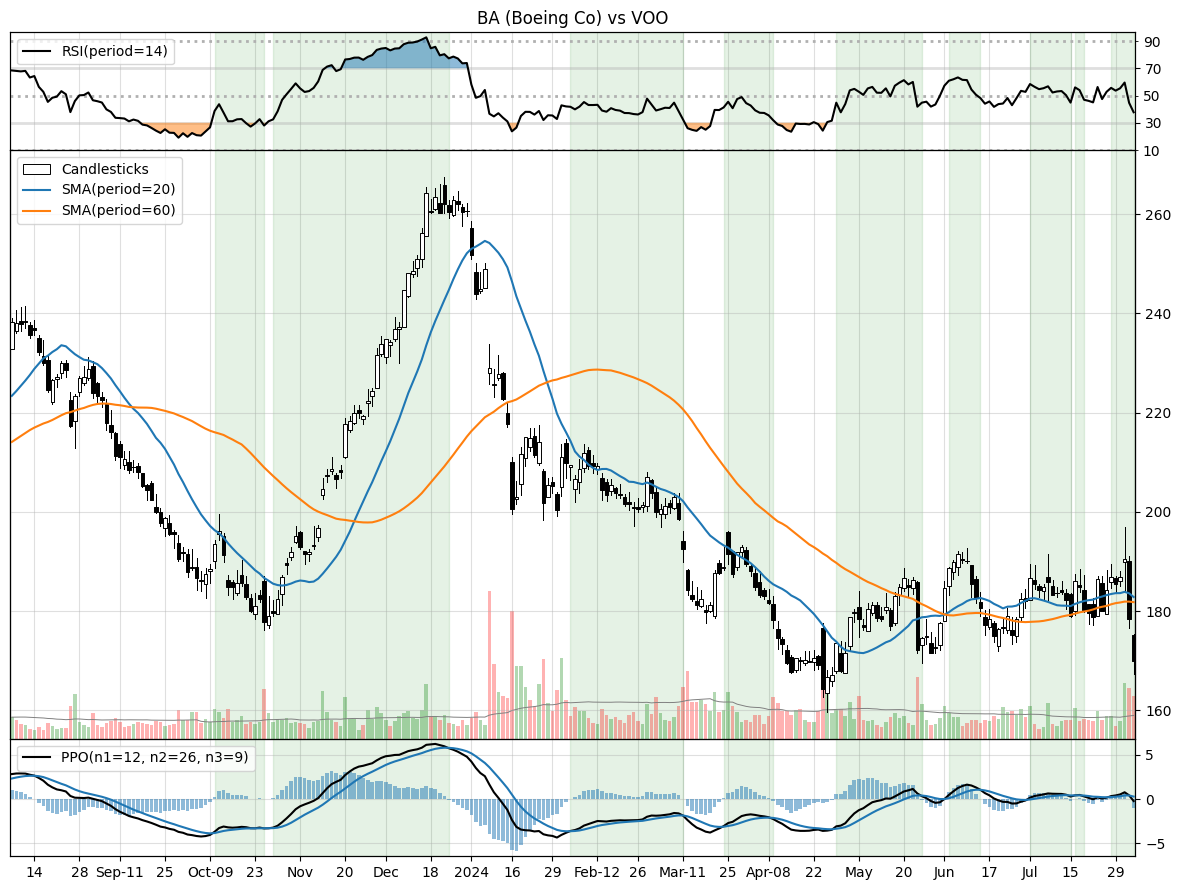 BA (Boeing Co) vs VOO
RSI(period=14)
90
70
50
30
10
Candlesticks
SMA(period=20)
SMA(period=60)
260
240
220
200
180
160
PPO(n1=12, n2=26, n3=9)
5
0
−5
14 28 Sep-11 25 Oct-09 23 Nov 20 Dec 18 2024 16 29 Feb-12 26 Mar-11 25 Apr-08 22 May 20 Jun 17 Jul 15 29